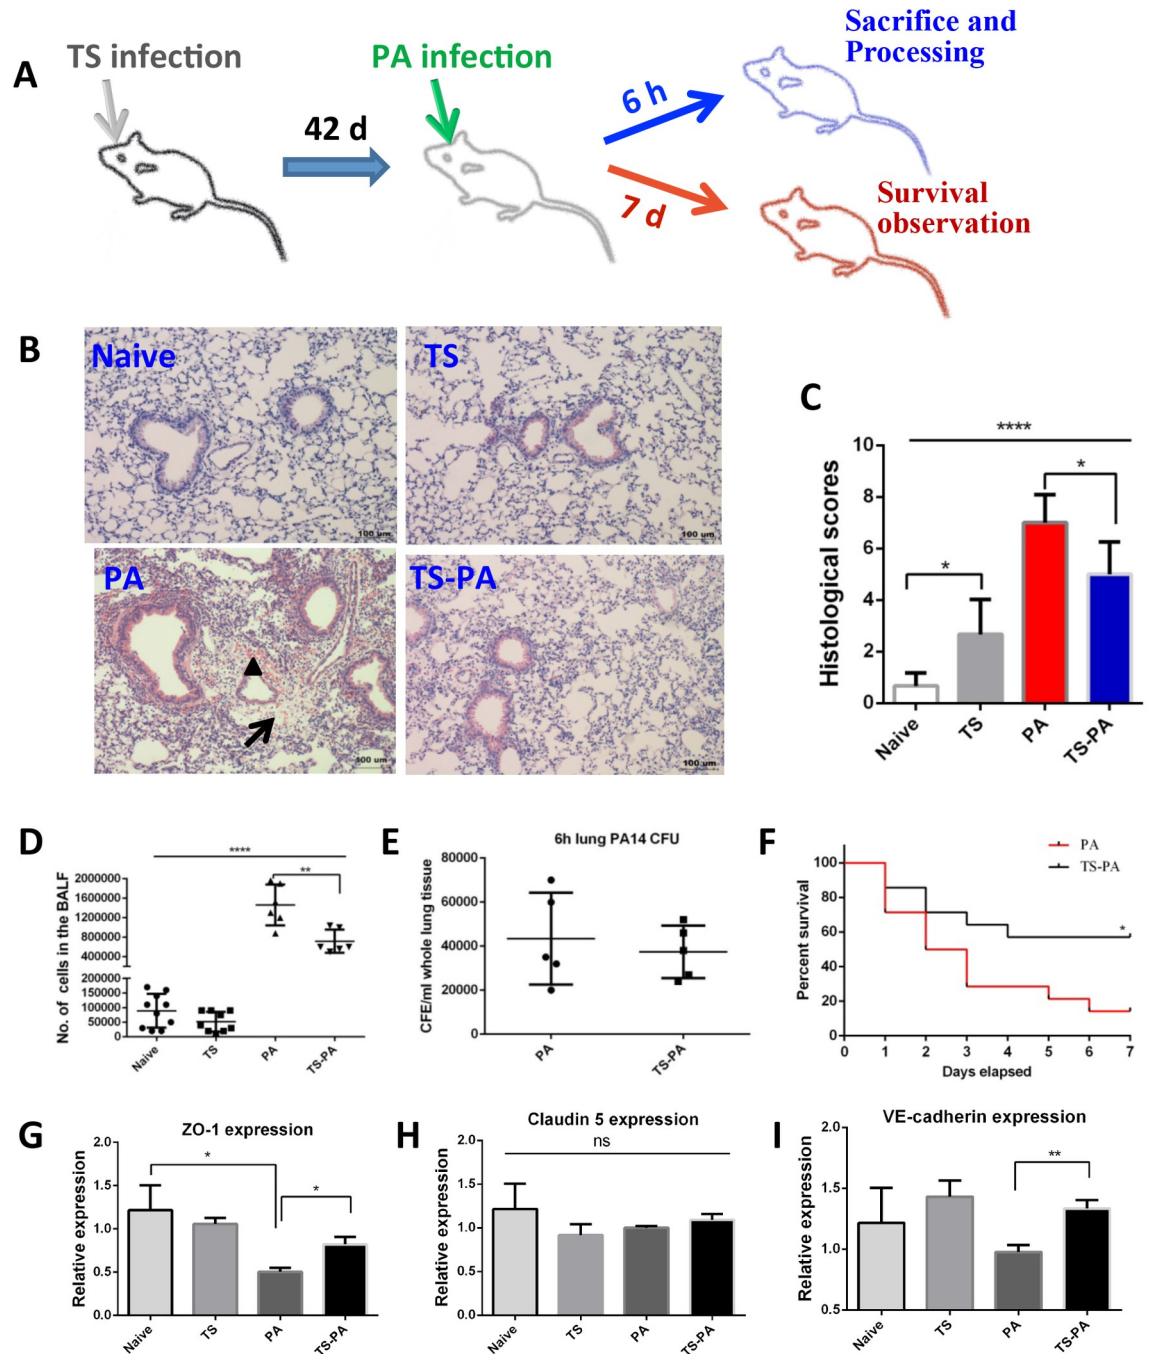 A
TS infection
PA infection
42 d
6 h
7 d
Sacrifice and
Processing
Survival
observation
B
Naive
TS
100 um
100 um
PA
TS-PA
100 um
100 um
C
****
*
*
Histological scores
10
8
6
4
2
0
Naive
TS
PA
TS-PA
D
****
**
No. of cells in the BALF
2000000
1600000
1200000
800000
400000
200000
150000
100000
50000
0
Naive
TS
PA
TS-PA
E
6h lung PA14 CFU
CFE/ml whole lung tissue
80000
60000
40000
20000
0
PA
TS-PA
F
PA
TS-PA
*
Percent survival
100
80
60
40
20
0
0 1 2 3 4 5 6 7
Days elapsed
G
ZO-1 expression
*
*
Relative expression
2.0
1.5
1.0
0.5
0.0
Naive
TS
PA
TS-PA
H
Claudin 5 expression
ns
Relative expression
2.0
1.5
1.0
0.5
0.0
Naive
TS
PA
TS-PA
I
VE-cadherin expression
**
Relative expression
2.0
1.5
1.0
0.5
Naive
TS
PA
TS-PA